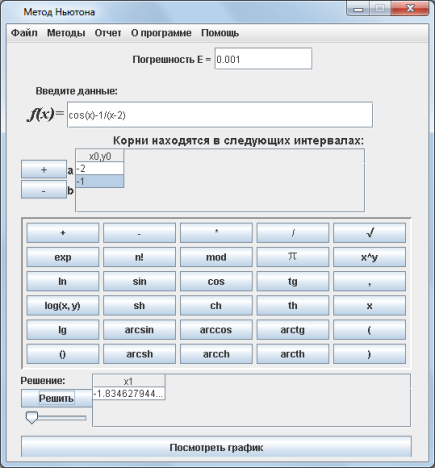 Метод Ньютона
Файл Методы Отчет О программе Помощь
Погрешность E = 0.001
Введите данные:
f(x)= cos(x)-1/(x-2)
Корни находятся в следующих интервалах:
x0,y0
+ a -2
- b -1
+ - * / √
exp n! mod π x^y
ln sin cos tg ,
log(x, y) sh ch th x
lg arcsin arccos arctg (
() arcsh arcch arcth )
Решение:
x1
Решить -1.834627944...
Посмотреть график